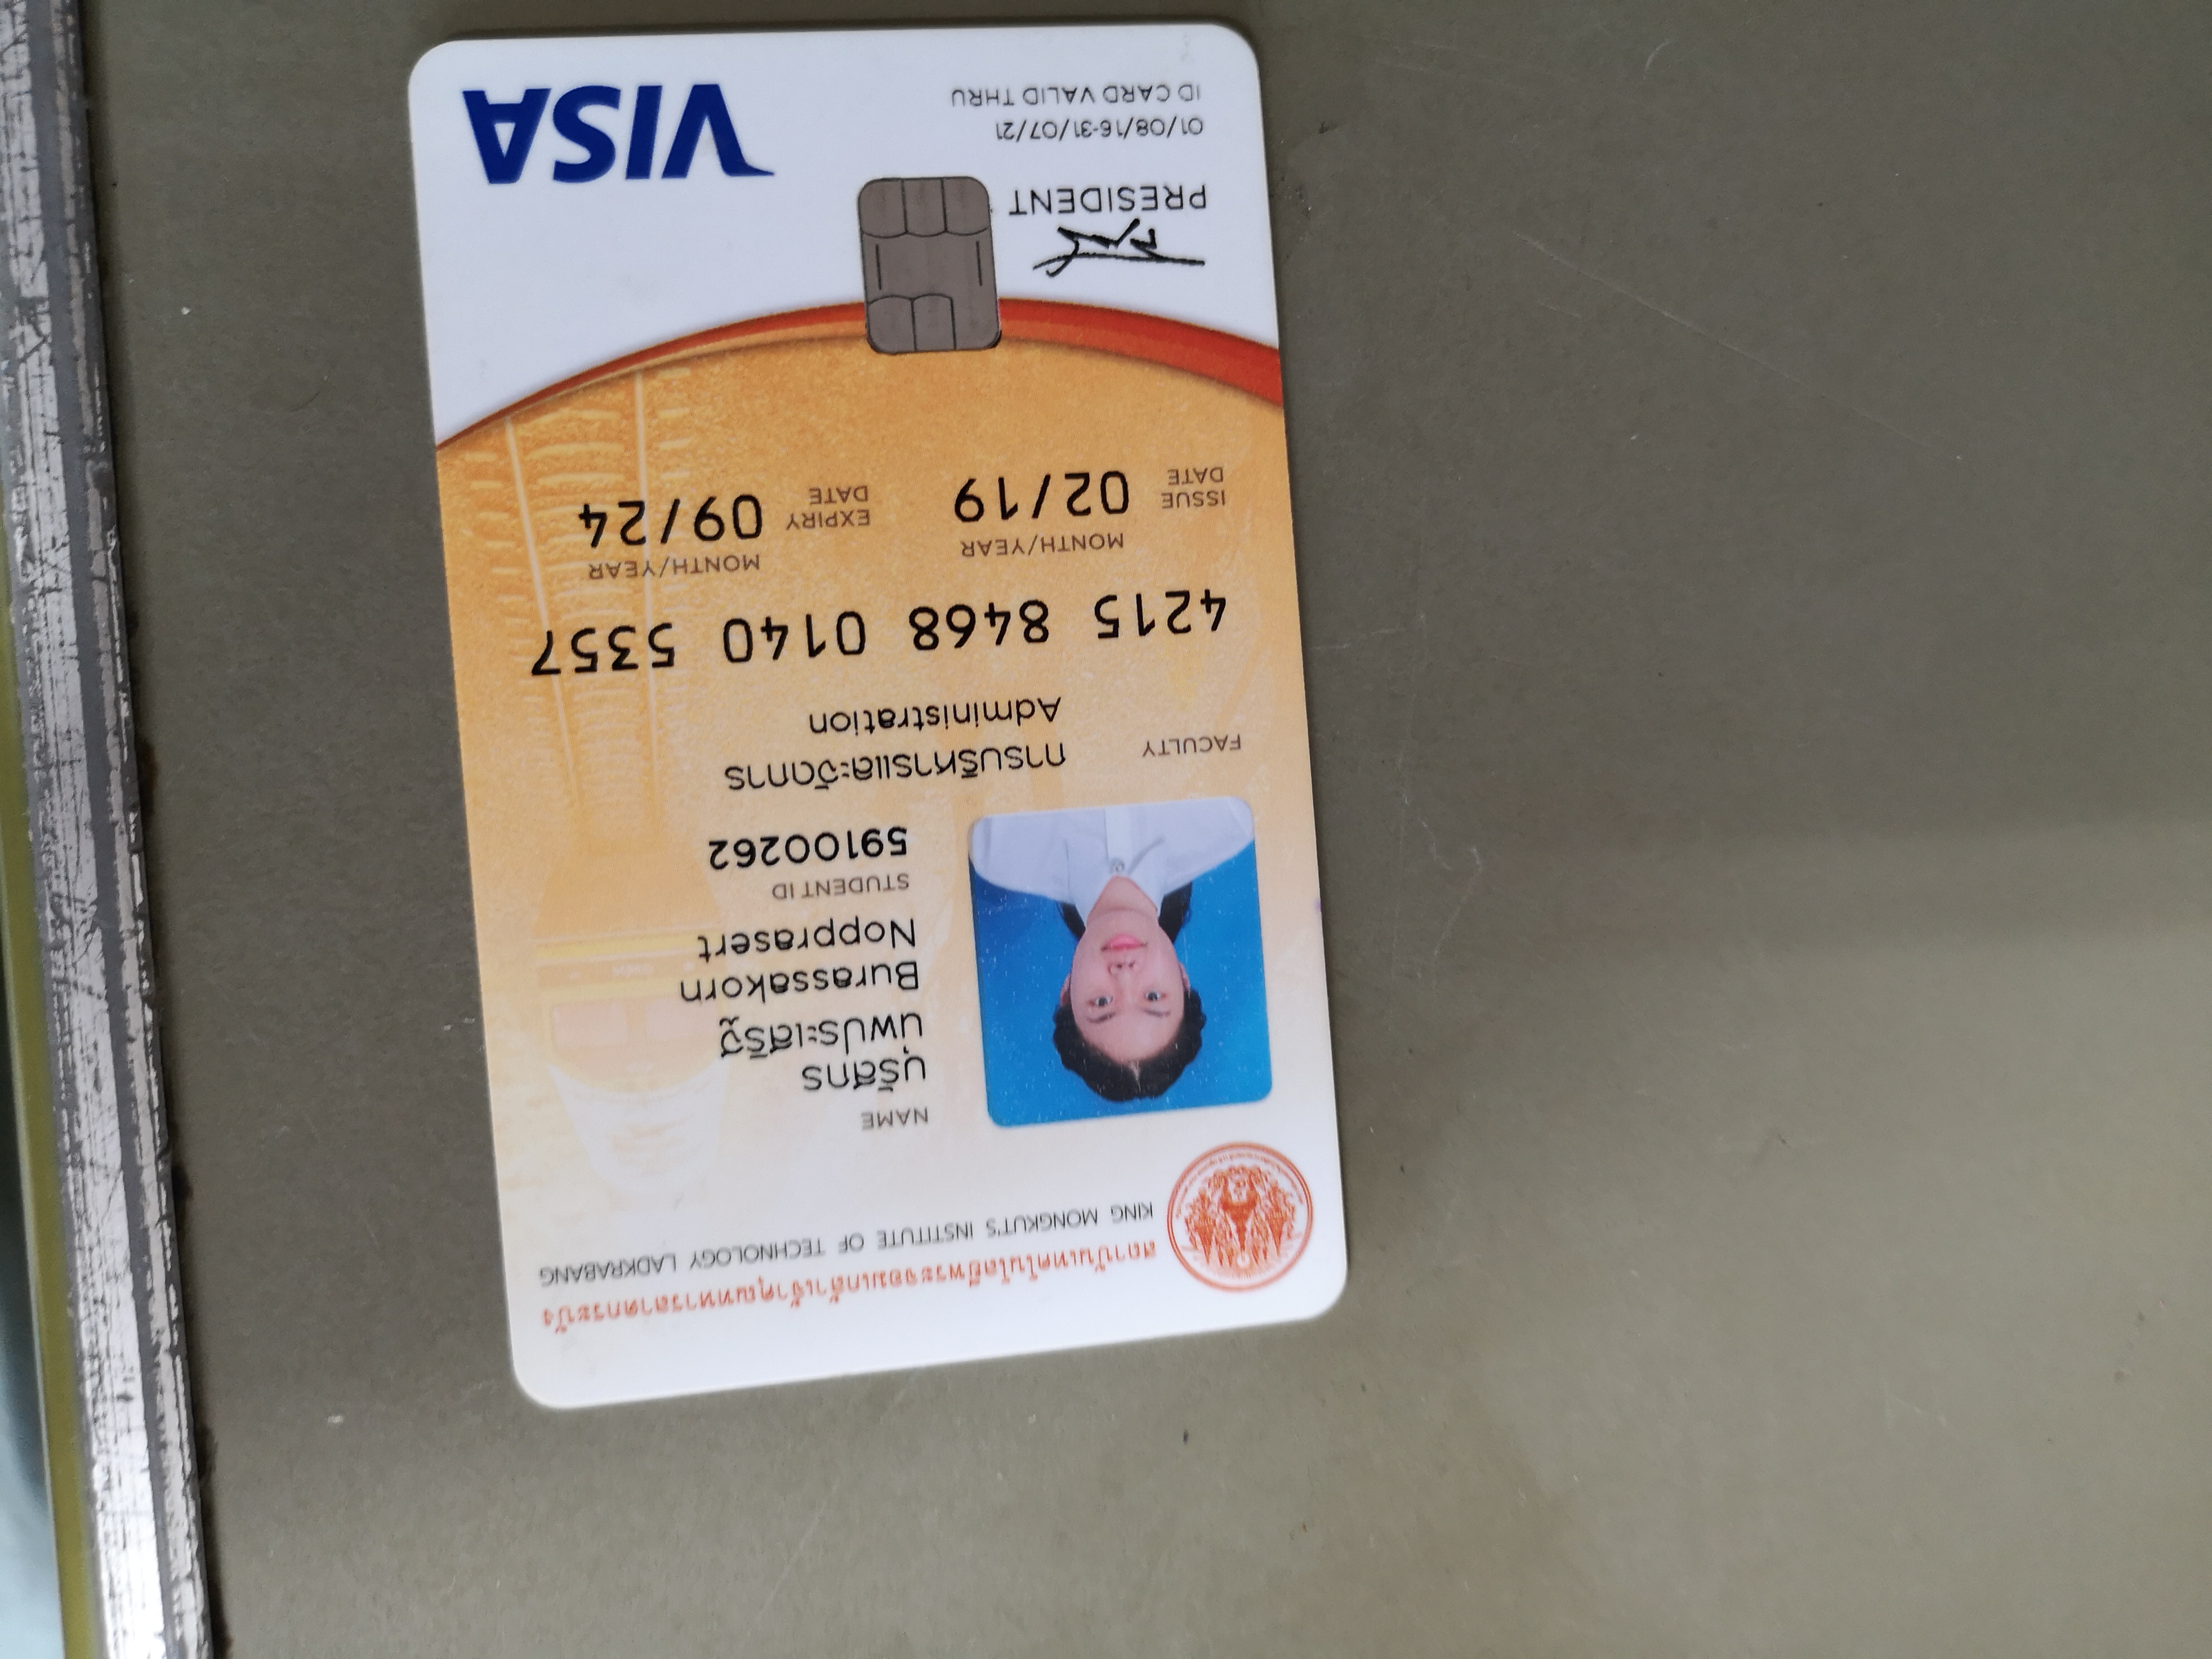 สถาบันเทคโนโลยีพระจอมเกล้าเจ้าคุณทหารลาดกระบัง
KING MONGKUT'S INSTITUTE OF TECHNOLOGY LADKRABANG
NAME
บุริสกร
นพประเสริฐ
Burassakorn
Nopprasert
STUDENT ID
59100262
FACULTY
การบริหารและจัดการ
Administration
4215 8468 0140 5357
MONTH/YEAR
MONTH/YEAR
ISSUE DATE 02/19
EXPIRY DATE 09/24
PRESIDENT
01/08/16-31/07/21
ID CARD VALID THRU
VISA